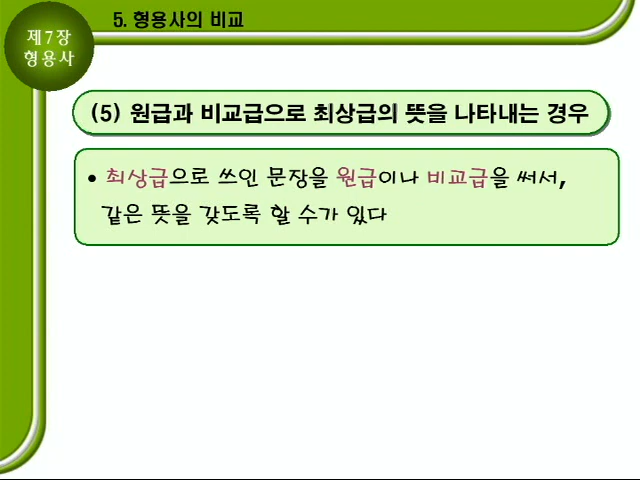 제7장
형용사
5. 형용사의 비교
(5) 원급과 비교급으로 최상급의 뜻을 나타내는 경우
• 최상급으로 쓰인 문장을 원급이나 비교급을 써서,
같은 뜻을 갖도록 할 수가 있다